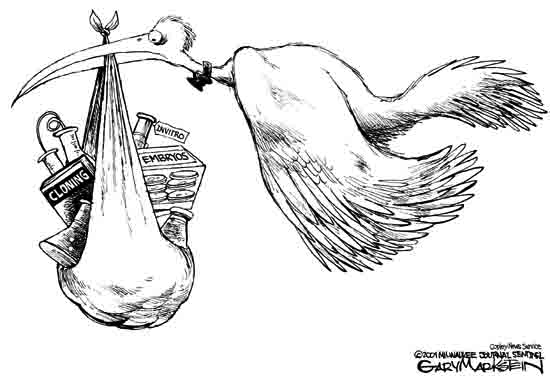 INVITRO
EMBRYOS
CLONING
Copley News Service
©2001 MILWAUKEE JOURNAL SENTINEL
GARY MARKSTEIN